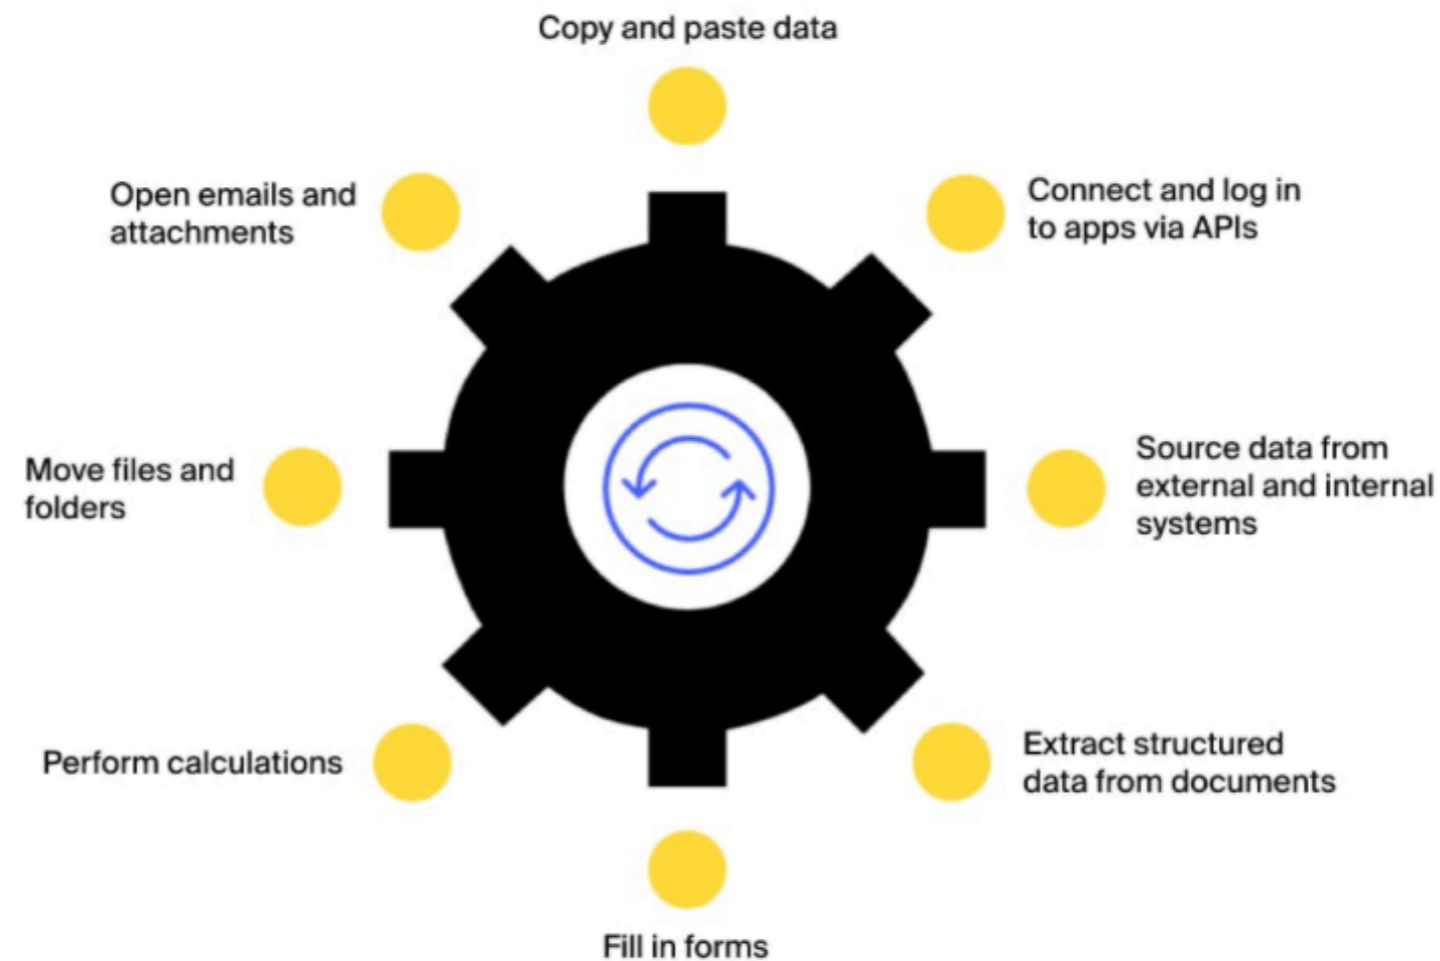 Copy and paste data
Open emails and
attachments
Connect and log in
to apps via APIs
Move files and
folders
Source data from
external and internal
systems
Perform calculations
Extract structured
data from documents
Fill in forms